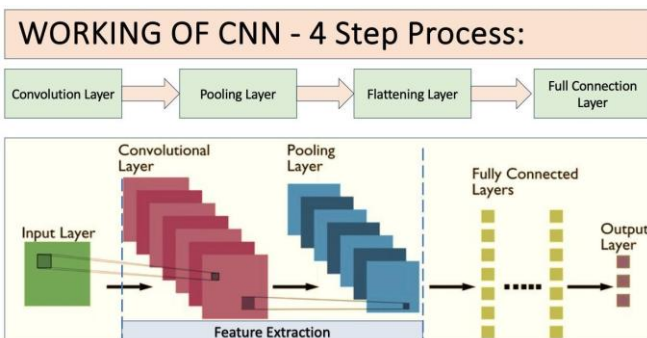 WORKING OF CNN - 4 Step Process:
Convolution Layer
Pooling Layer
Flattening Layer
Full Connection
Layer
Convolutional
Layer
Pooling
Layer
Fully Connected
Layers
Input Layer
Output
Layer
Feature Extraction